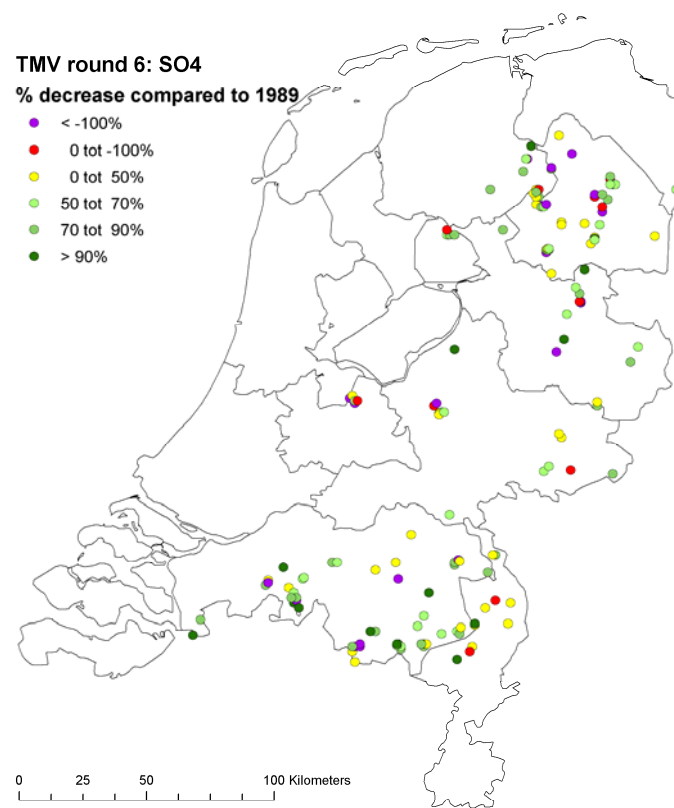 TMV round 6: SO4
% decrease compared to 1989
< -100%
0 tot -100%
0 tot 50%
50 tot 70%
70 tot 90%
> 90%
0 25 50 100 Kilometers